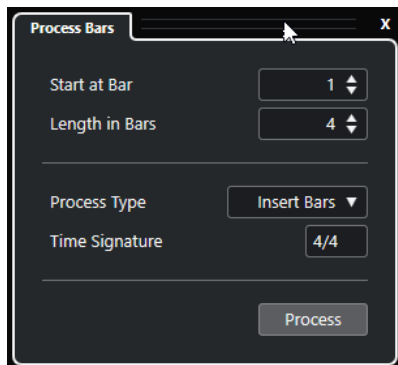 Process Bars X
Start at Bar 1
Length in Bars 4
Process Type Insert Bars
Time Signature 4/4
Process